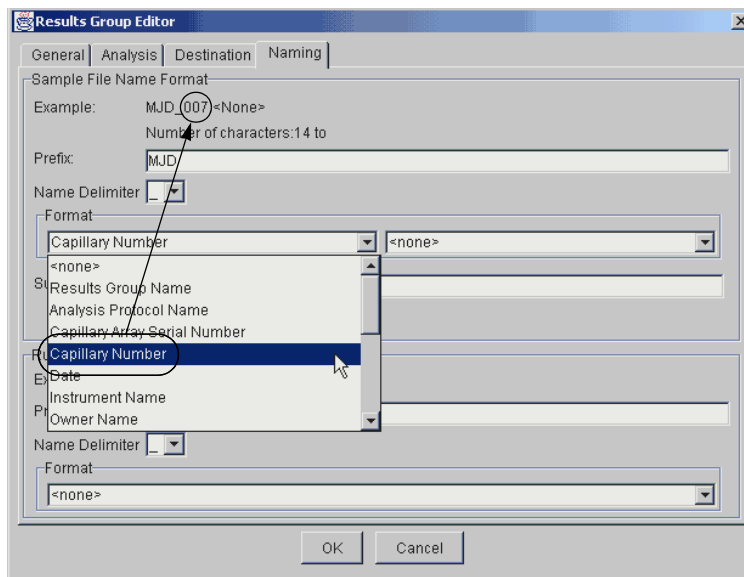 Results Group Editor
General Analysis Destination Naming
Sample File Name Format
Example: MJD_007<None>
Number of characters:14 to
Prefix: MJD
Name Delimiter _
Format
Capillary Number <none>
<none>
Results Group Name
Analysis Protocol Name
Capillary Array Serial Number
Capillary Number
Date
Instrument Name
Owner Name
Name Delimiter _
Format
<none>
OK Cancel